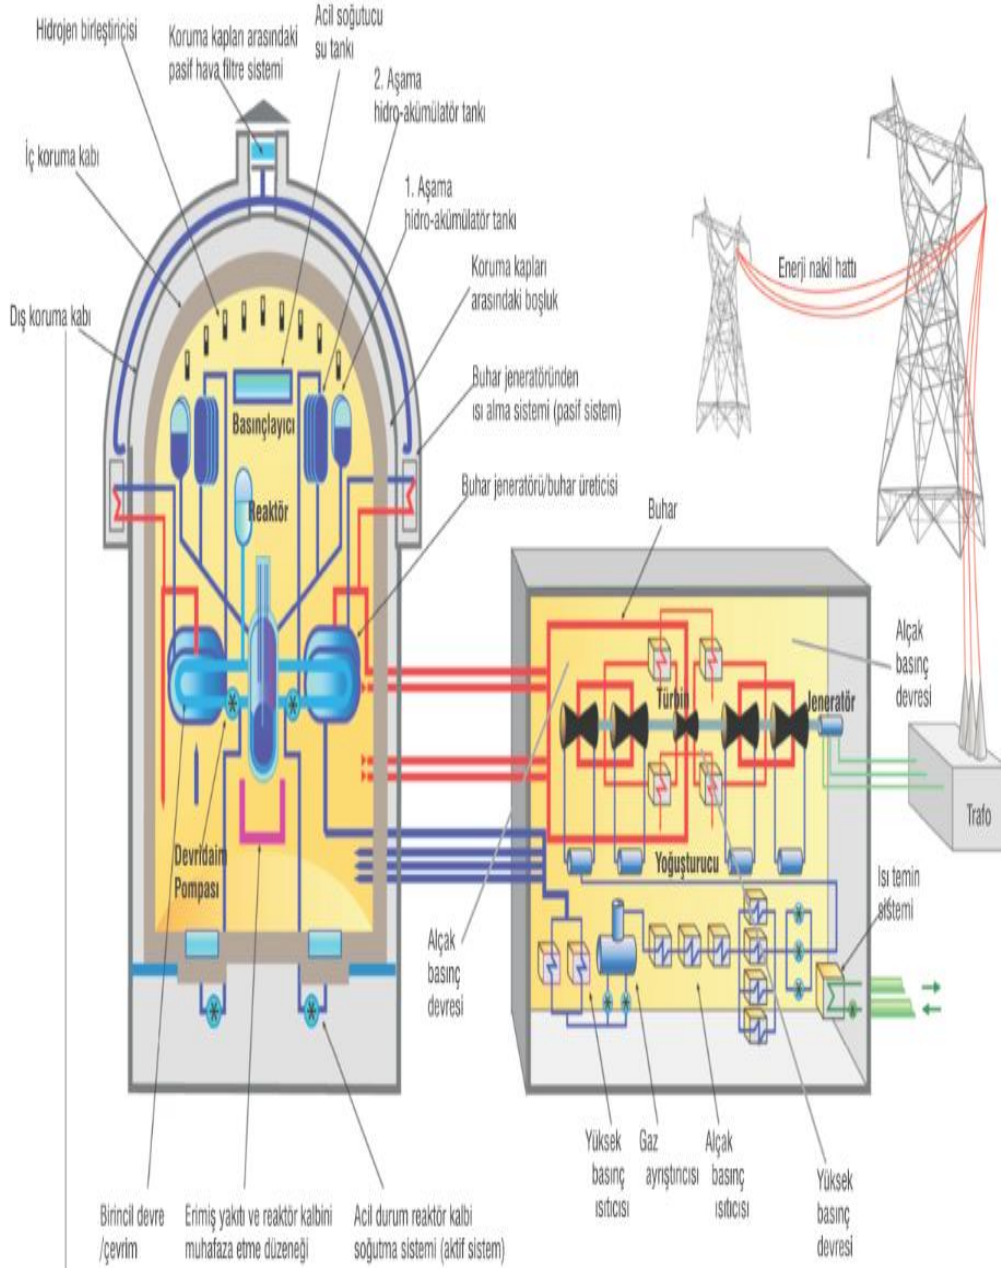 Hidrojen birleştiricisi
Koruma kapları arasındaki
pasif hava filtre sistemi
Acil soğutucu
su tankı
2. Aşama
hidro-akümülatör tankı
İç koruma kabı
1. Aşama
hidro-akümülatör tankı
Koruma kapları
arasındaki boşluk
Enerji nakil hattı
Dış koruma kabı
Buhar jeneratöründen
ısı alma sistemi (pasif sistem)
Basınçlayıcı
Buhar jeneratörü/buhar üreticisi
Reaktör
Buhar
Alçak
basınç
devresi
Türbin
Jeneratör
Trafo
Devridaim
Pompası
Yoğuşturucu
Isı temin
sistemi
Alçak
basınç
devresi
Yüksek
basınç
ısıtıcısı
Gaz
ayrıştırıcısı
Alçak
basınç
ısıtıcısı
Yüksek
basınç
devresi
Birincil devre
/çevrim
Erimiş yakıtı ve reaktör kalbini
muhafaza etme düzeneği
Acil durum reaktör kalbi
soğutma sistemi (aktif sistem)